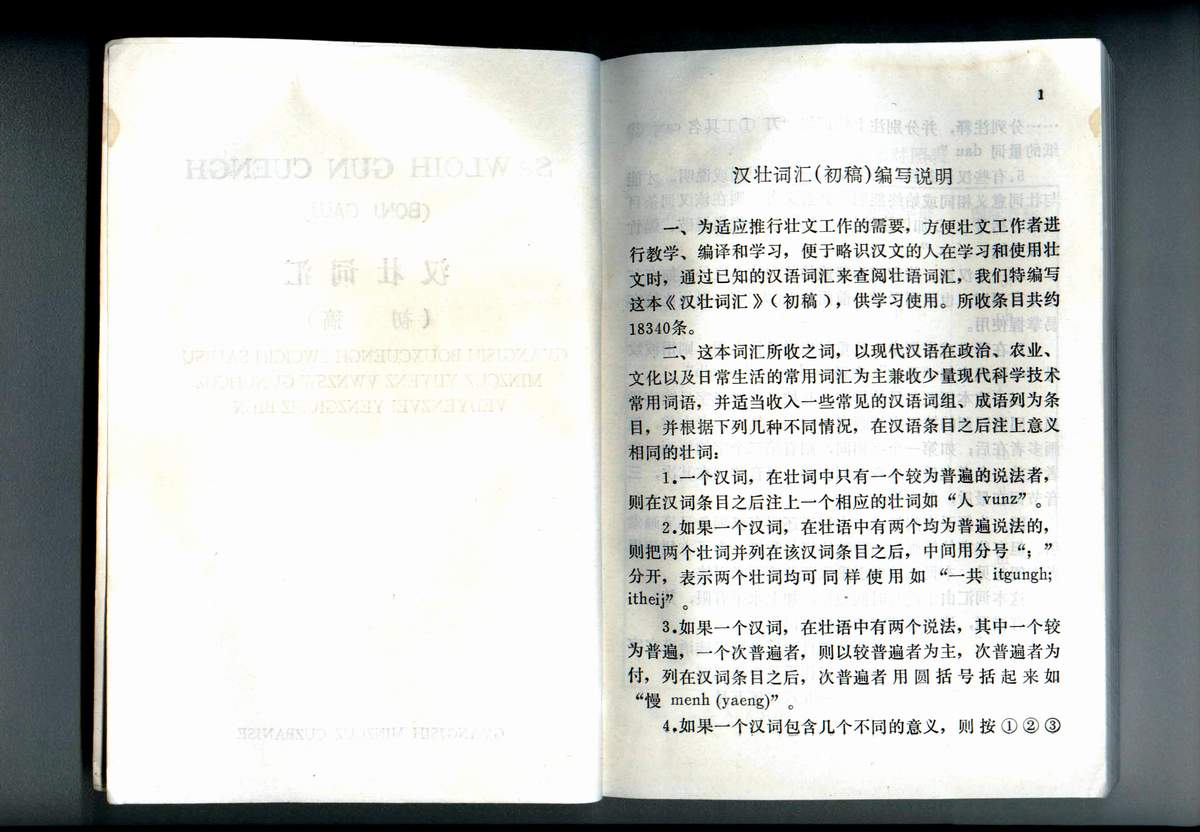 1
汉壮词汇(初稿)编写说明
一、为适应推行壮文工作的需要，方便壮文工作者进
行教学、编译和学习，便于略识汉文的人在学习和使用壮
文时，通过已知的汉语词汇来查阅壮语词汇，我们特编写
这本《汉壮词汇》(初稿)，供学习使用。所收条目共约
18340条。
二、这本词汇所收之词，以现代汉语在政治、农业、
文化以及日常生活的常用词汇为主兼收少量现代科学技术
常用词语，并适当收入一些常见的汉语词组、成语列为条
目，并根据下列几种不同情况，在汉语条目之后注上意义
相同的壮词：
1.一个汉词，在壮词中只有一个较为普遍的说法者，
则在汉词条目之后注上一个相应的壮词如“人 vunz”。
2.如果一个汉词，在壮语中有两个均为普遍说法的，
则把两个壮词并列在该汉词条目之后，中间用分号“；”
分开，表示两个壮词均可同样使用如 “一共 itgungh;
itheij”。
3.如果一个汉词，在壮语中有两个说法，其中一个较
为普遍，一个次普遍者，则以较普遍者为主，次普遍者为
付，列在汉词条目之后，次普遍者用圆括号括起来如
“慢 menh (yaeng)”。
4.如果一个汉词包含几个不同的意义，则按①②③